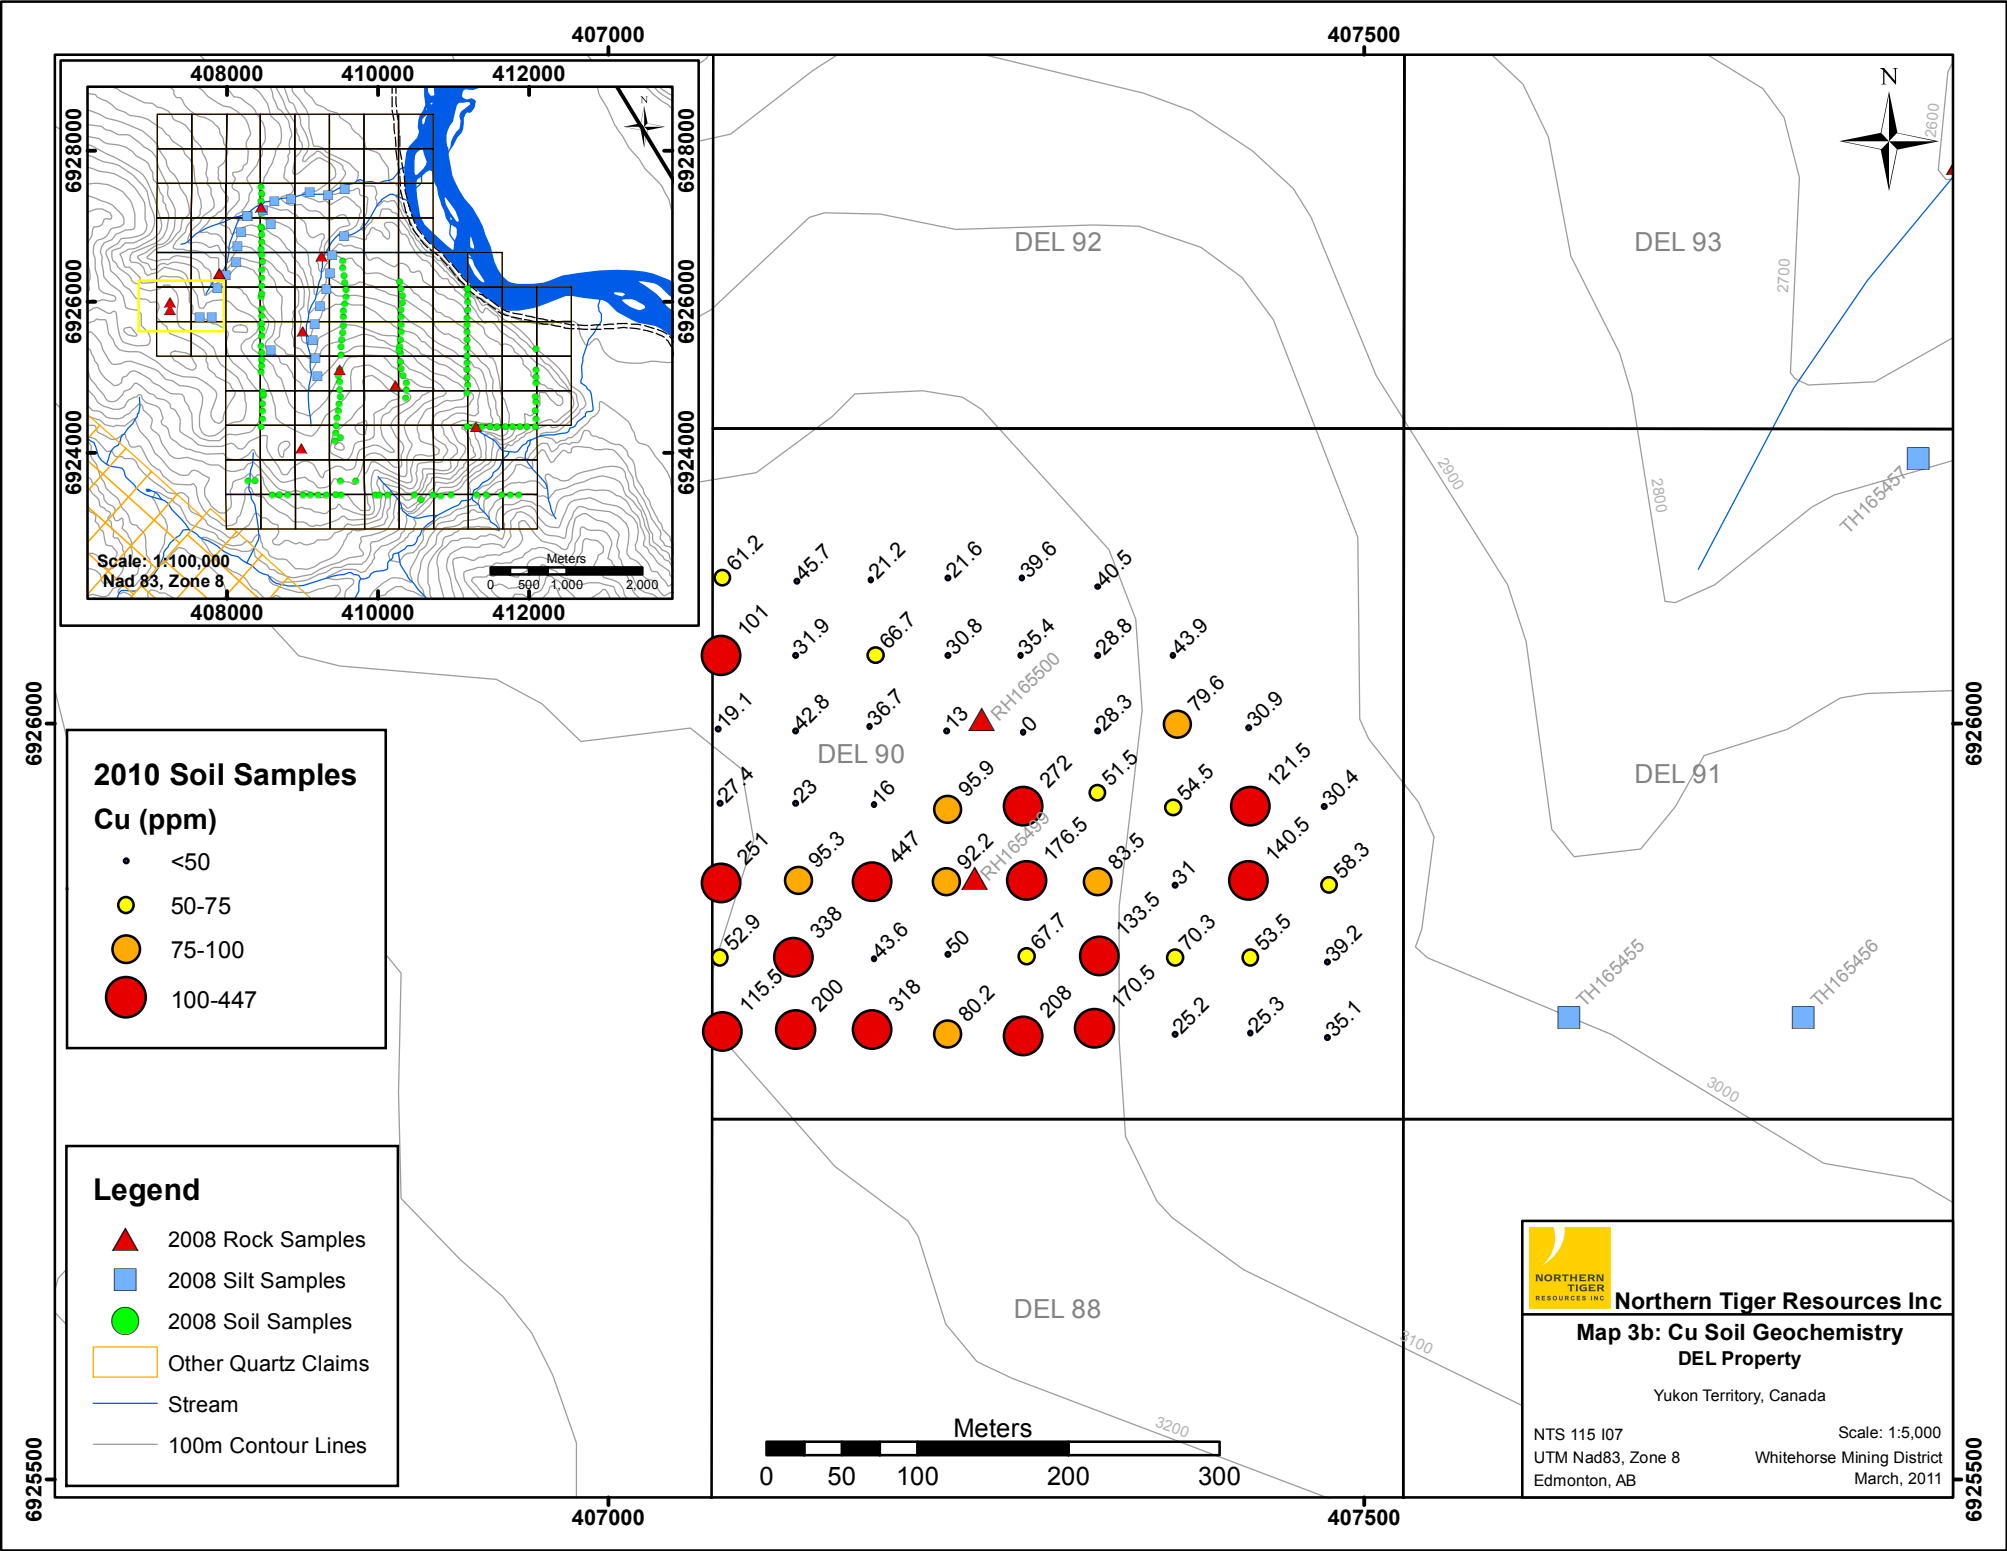 407000
407500
408000
410000
412000
6928000
6926000
6924000
N
Scale: 1:100,000
Nad 83, Zone 8
Meters
0
500
1,000
2,000
408000
410000
412000
N
2600
2700
2800
2900
DEL 92
DEL 93
TH165457
61.2
45.7
21.2
21.6
39.6
40.5
101
31.9
66.7
30.8
35.4
28.8
43.9
RH165500
19.1
42.8
36.7
13
0
28.3
79.6
30.9
6926000
6926000
DEL 90
DEL 91
27.4
23
16
95.9
272
51.5
54.5
121.5
30.4
RH165499
251
95.3
447
92.2
176.5
83.5
31
140.5
58.3
52.9
338
43.6
50
67.7
133.5
70.3
53.5
39.2
115.5
200
318
80.2
208
170.5
25.2
25.3
35.1
TH165455
TH165456
3000
3100
3200
DEL 88
2010 Soil Samples
Cu (ppm)
<50
50-75
75-100
100-447
Legend
2008 Rock Samples
2008 Silt Samples
2008 Soil Samples
Other Quartz Claims
Stream
100m Contour Lines
Meters
0
50
100
200
300
NORTHERN
TIGER
RESOURCES INC
Northern Tiger Resources Inc
Map 3b: Cu Soil Geochemistry
DEL Property
Yukon Territory, Canada
NTS 115 I07
Scale: 1:5,000
UTM Nad83, Zone 8
Whitehorse Mining District
Edmonton, AB
March, 2011
6925500
6925500
407000
407500